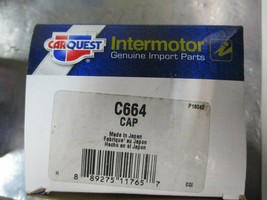 CARQUEST
Intermotor
i
Genuine Import Parts
C664
CAP
Made in Japan
Fabriqué au Japon
Hecho en el Japon
8 89275 11765 7